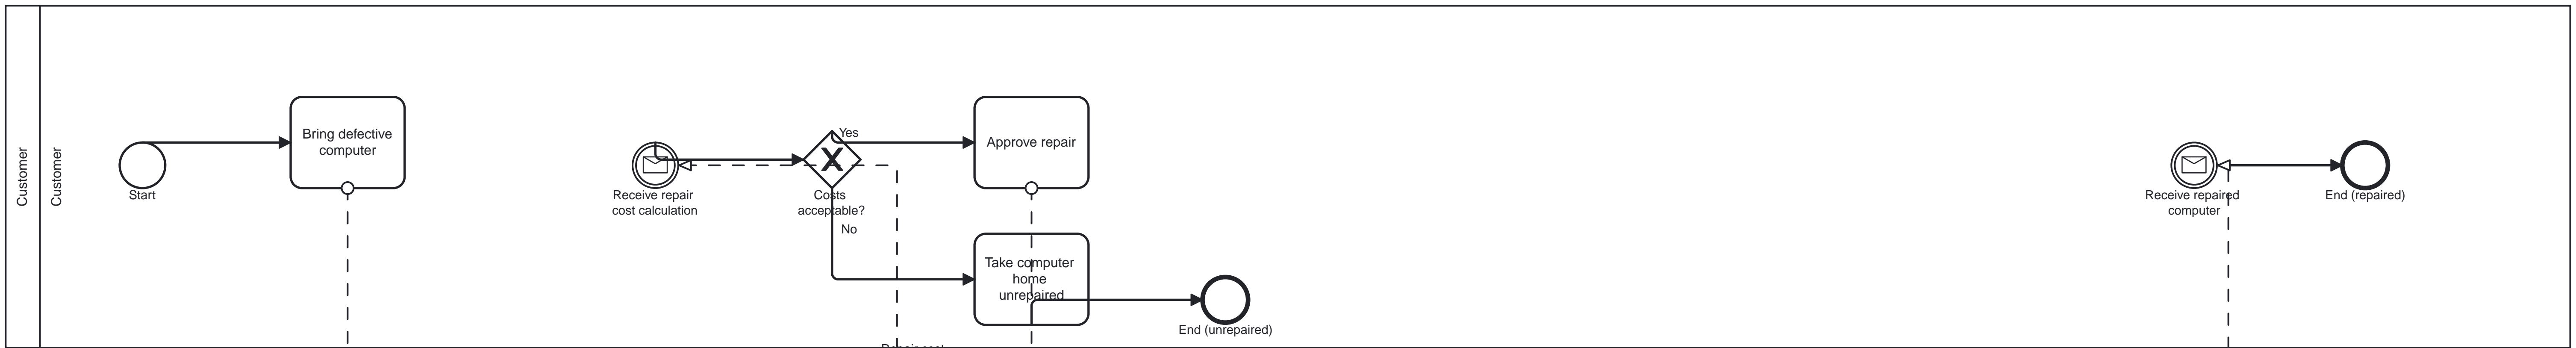 Customer
Customer
Start
Bring defective
computer
Receive repair
cost calculation
Yes
Costs
acceptable?
No
Approve repair
Take computer
home
unrepaired
End (unrepaired)
Receive repaired
computer
End (repaired)